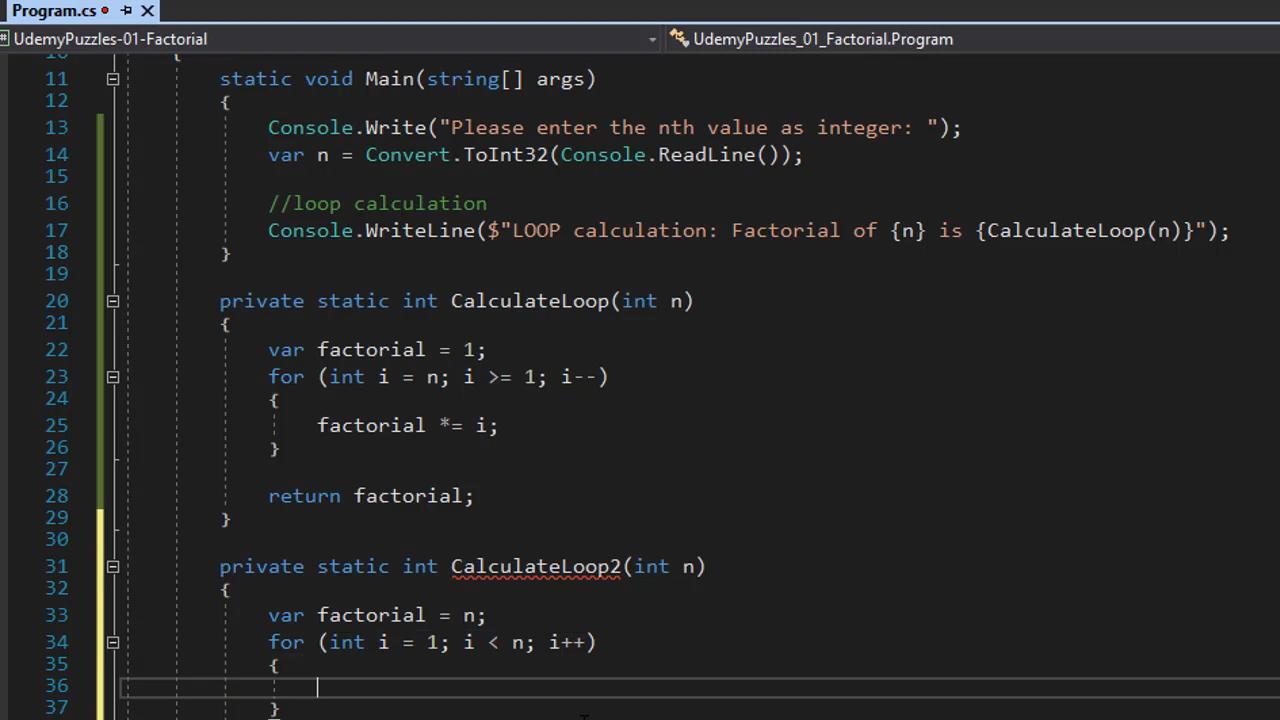 Program.cs
UdemyPuzzles-01-Factorial UdemyPuzzles_01_Factorial.Program
11 static void Main(string[] args)
12 {
13 Console.Write("Please enter the nth value as integer: ");
14 var n = Convert.ToInt32(Console.ReadLine());
15
16 //loop calculation
17 Console.WriteLine($"LOOP calculation: Factorial of {n} is {CalculateLoop(n)}");
18 }
19
20 private static int CalculateLoop(int n)
21 {
22 var factorial = 1;
23 for (int i = n; i >= 1; i--)
24 {
25 factorial *= i;
26 }
27
28 return factorial;
29 }
30
31 private static int CalculateLoop2(int n)
32 {
33 var factorial = n;
34 for (int i = 1; i < n; i++)
35 {
36
37 }